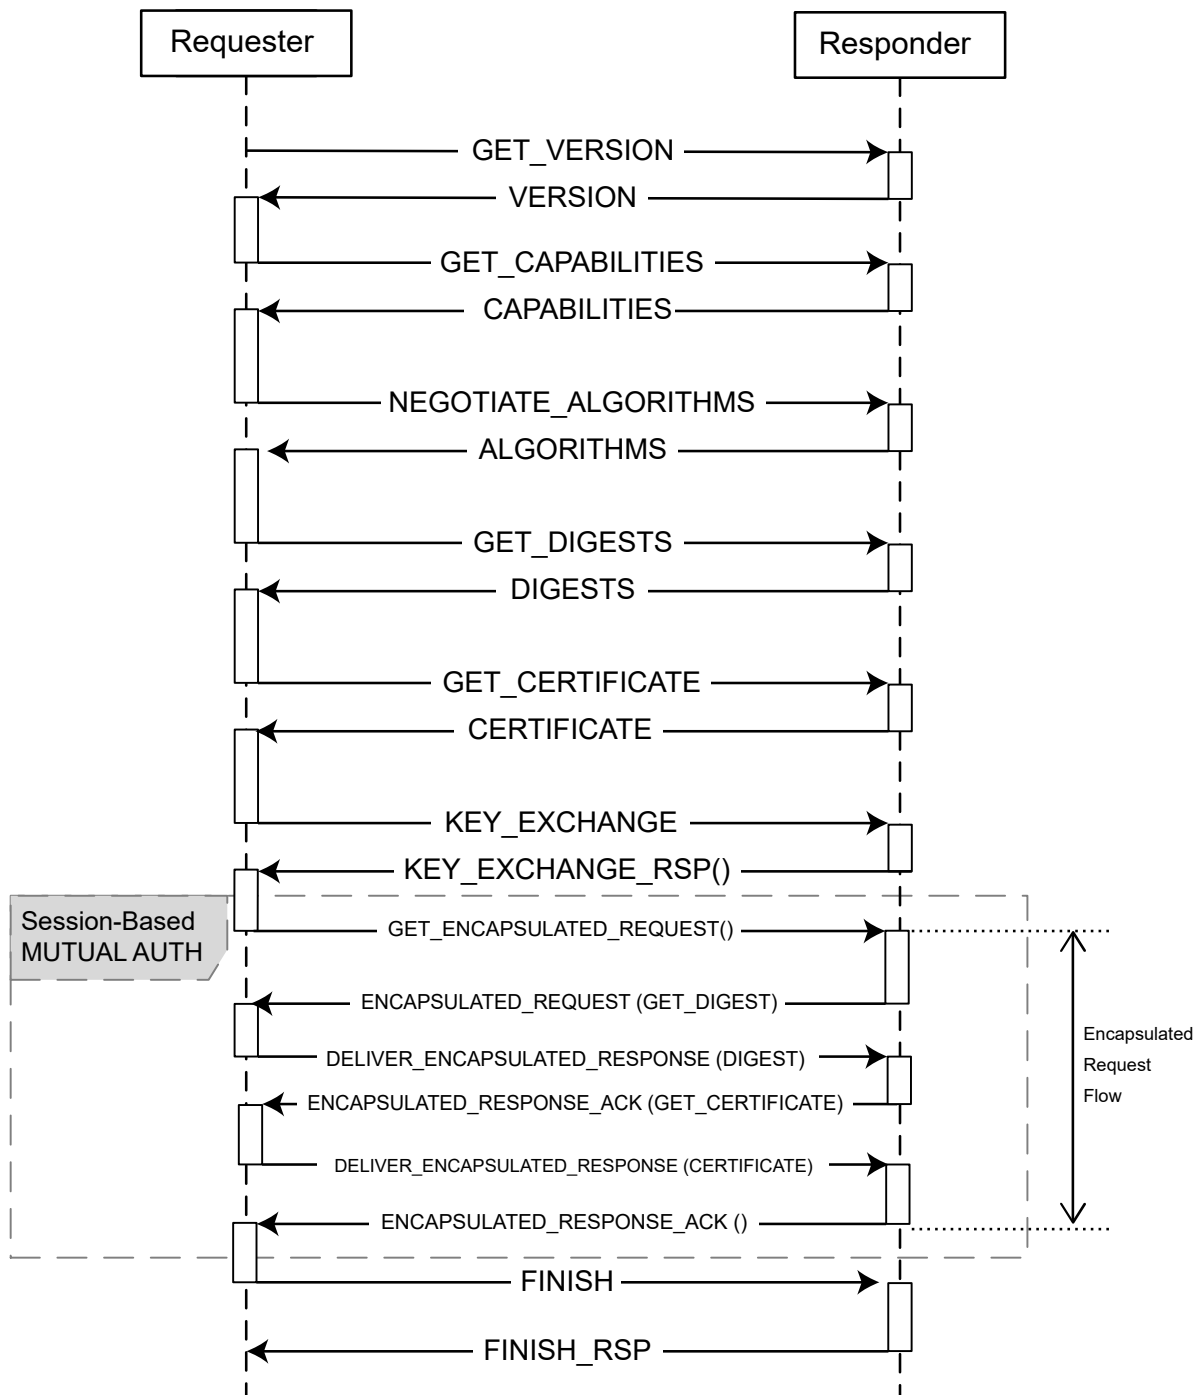 Requester
Responder
GET_VERSION
VERSION
GET_CAPABILITIES
CAPABILITIES
NEGOTIATE_ALGORITHMS
ALGORITHMS
GET_DIGESTS
DIGESTS
GET_CERTIFICATE
CERTIFICATE
KEY_EXCHANGE
KEY_EXCHANGE_RSP()
Session-Based
MUTUAL AUTH
GET_ENCAPSULATED_REQUEST()
ENCAPSULATED_REQUEST (GET_DIGEST)
Encapsulated
Request
Flow
DELIVER_ENCAPSULATED_RESPONSE (DIGEST)
ENCAPSULATED_RESPONSE_ACK (GET_CERTIFICATE)
DELIVER_ENCAPSULATED_RESPONSE (CERTIFICATE)
ENCAPSULATED_RESPONSE_ACK ()
FINISH
FINISH_RSP